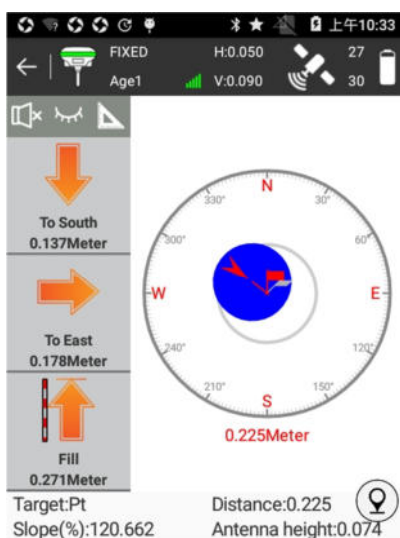 上午10:33
FIXED H:0.050 27
Age1 V:0.090 30
To South
0.137Meter
To East
0.178Meter
Fill
0.271Meter
N
330° 30°
300° 60°
W E
240° 120°
210° 150°
S
0.225Meter
Target:Pt Distance:0.225
Slope(%):120.662 Antenna height:0.074